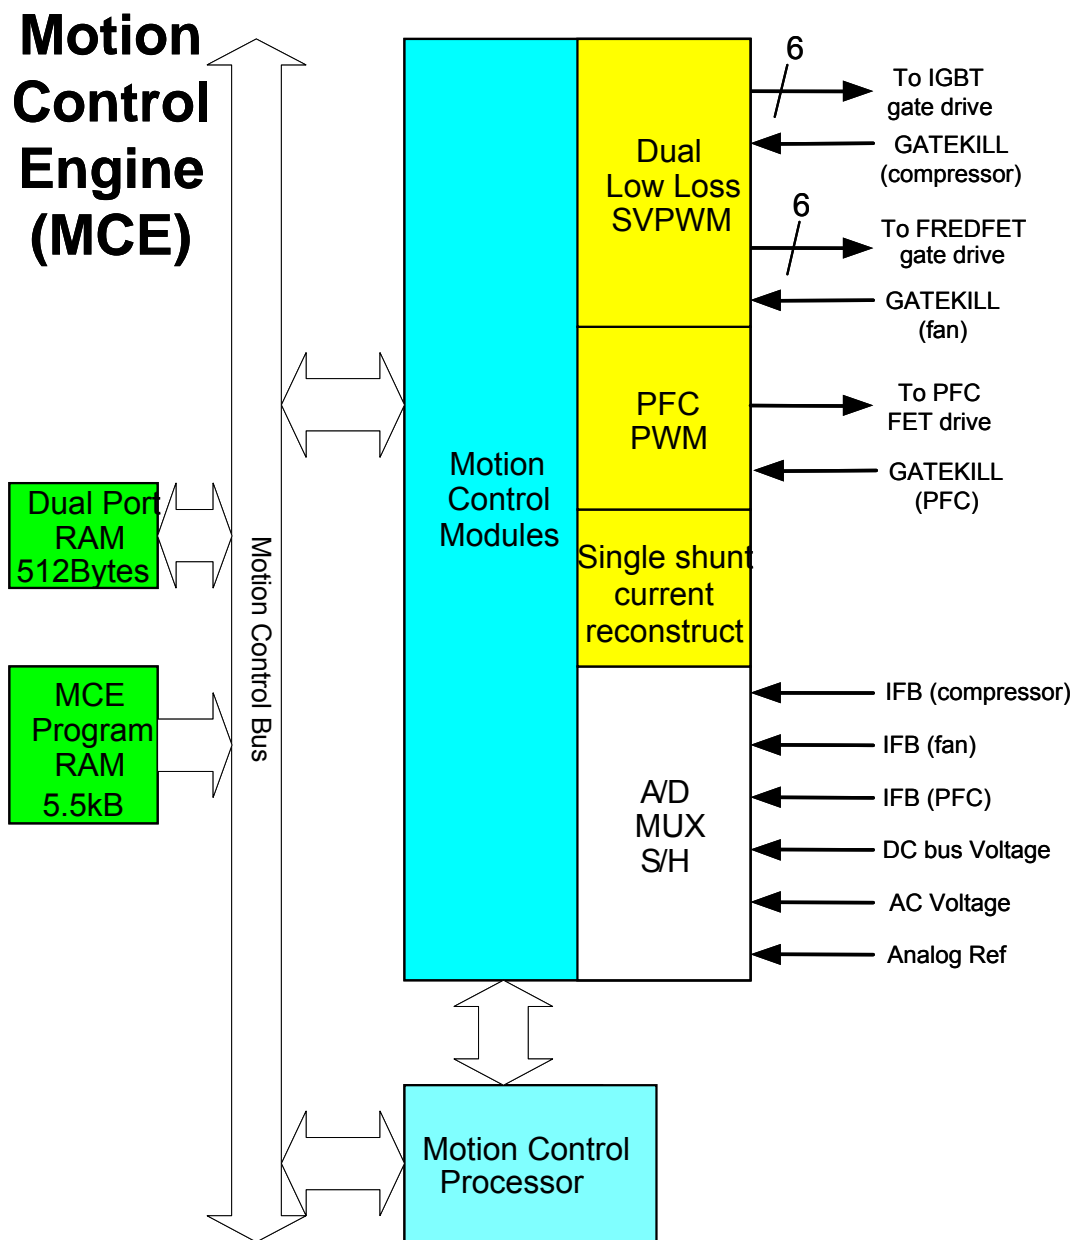 Motion
Control
Engine
(MCE)
Dual Port
RAM
512Bytes
MCE
Program
RAM
5.5kB
Motion Control Bus
Motion
Control
Modules
Dual
Low Loss
SVPWM
PFC
PWM
Single shunt
current
reconstruct
A/D
MUX
S/H
6
To IGBT
gate drive
GATEKILL
(compressor)
6
To FREDFET
gate drive
GATEKILL
(fan)
To PFC
FET drive
GATEKILL
(PFC)
IFB (compressor)
IFB (fan)
IFB (PFC)
DC bus Voltage
AC Voltage
Analog Ref
Motion Control
Processor